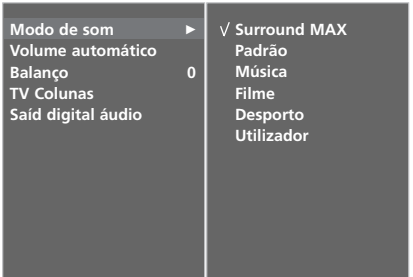 Modo de som ►
Volume automático
Balanço 0
TV Colunas
Saíd digital áudio
√ Surround MAX
Padrão
Música
Filme
Desporto
Utilizador